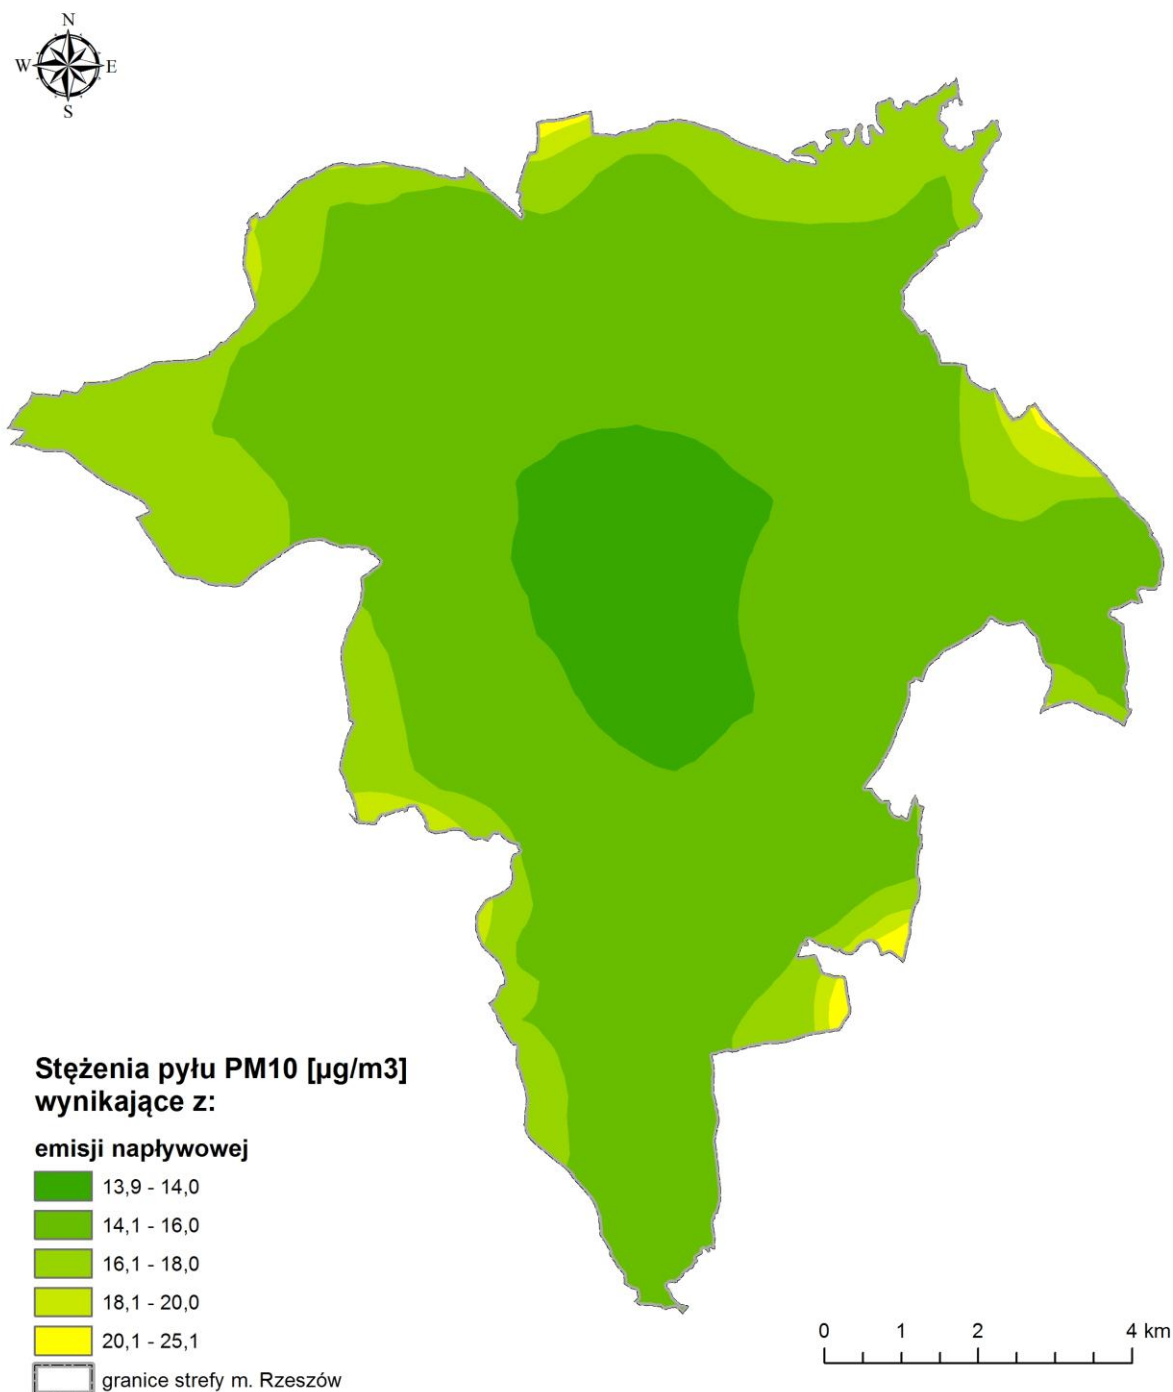 N
W E
S
Stężenia pyłu PM10 [µg/m3]
wynikające z:
emisji napływowej
13,9 - 14,0
14,1 - 16,0
16,1 - 18,0
18,1 - 20,0
20,1 - 25,1
granice strefy m. Rzeszów
0 1 2 4 km